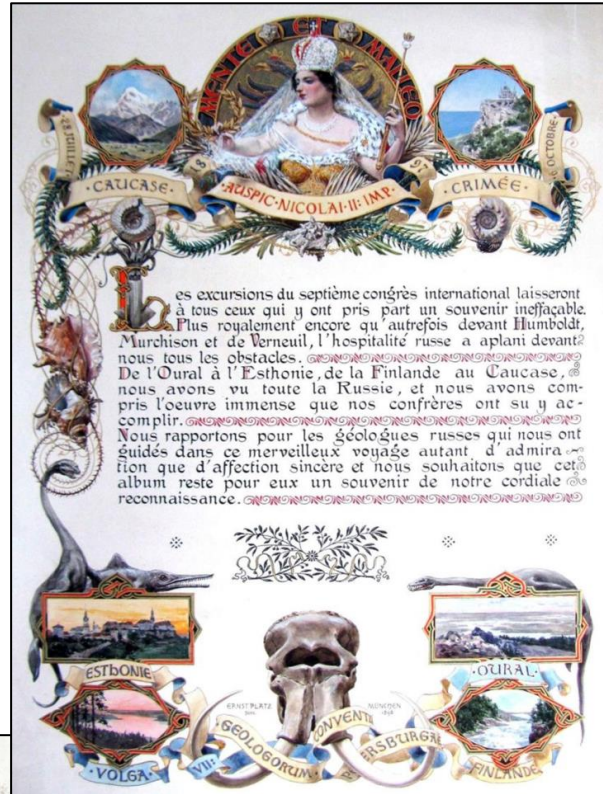 MENTE ET MALLEO
OCTOBRE
·CAUCASE·
AUSPIC·NICOLAI·II·IMP.
·CRIMÉE·
Les excursions du septième congrès international laisseront
à tous ceux qui y ont pris part un souvenir ineffaçable.
Plus royalement encore qu'autrefois devant Humboldt,
Murchison et de Verneuil, l'hospitalité russe a aplani devant
nous tous les obstacles.
De l'Oural à l'Esthonie, de la Finlande au Caucase,
nous avons vu toute la Russie, et nous avons com-
pris l'oeuvre immense que nos confrères ont su y ac-
complir.
Nous rapportons pour les géologues russes qui nous ont
guidés dans ce merveilleux voyage autant d'admira-
tion que d'affection sincère et nous souhaitons que cet
album reste pour eux un souvenir de notre cordiale
reconnaissance.
ESTHONIE
·OURAL·
ERNST PLATZ
MÜNCHEN
1898
·VOLGA·
VII:
GEOLOGORUM
FINLANDE